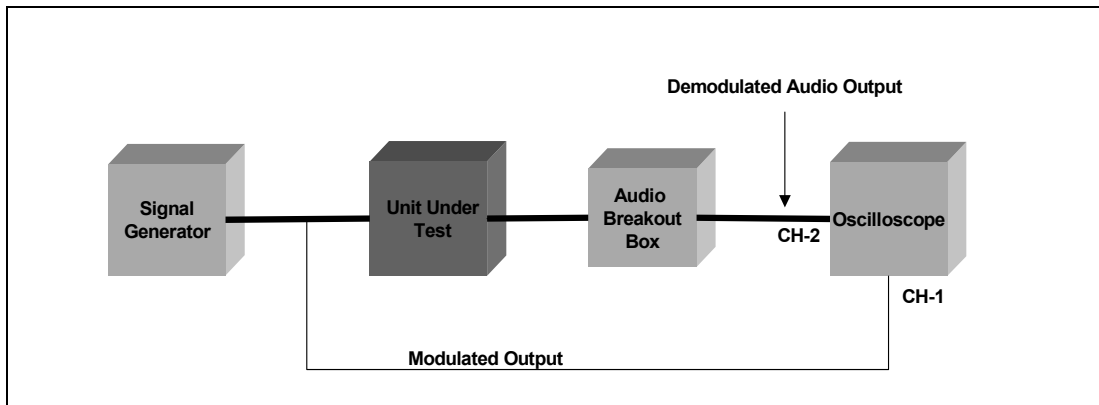 Demodulated Audio Output
Signal
Generator
Unit Under
Test
Audio
Breakout
Box
CH-2
Oscilloscope
CH-1
Modulated Output